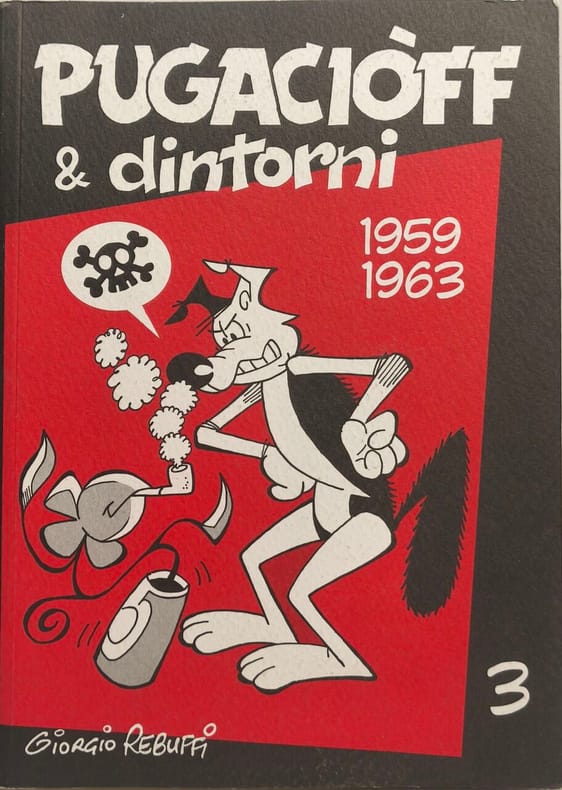 PUGACIÒFF
& dintorni
1959
1963
3
GIORGIO REBUFFI